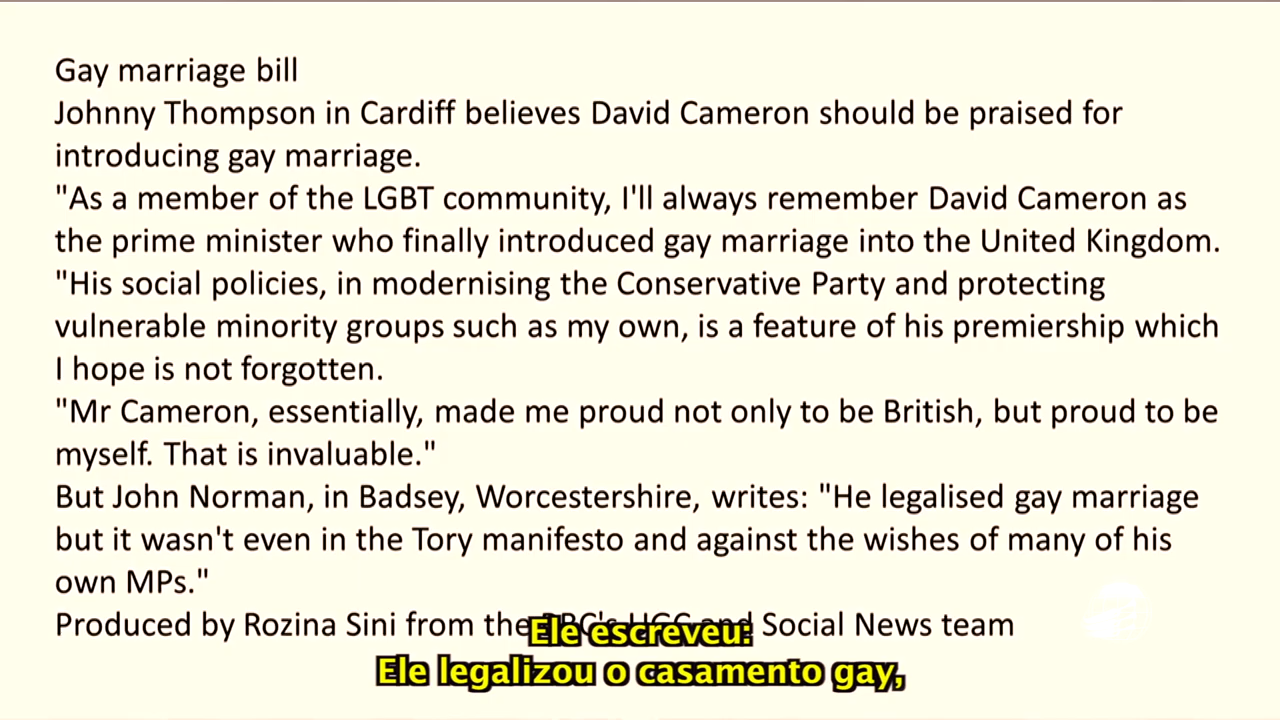 Gay marriage bill
Johnny Thompson in Cardiff believes David Cameron should be praised for
introducing gay marriage.
"As a member of the LGBT community, I'll always remember David Cameron as
the prime minister who finally introduced gay marriage into the United Kingdom.
"His social policies, in modernising the Conservative Party and protecting
vulnerable minority groups such as my own, is a feature of his premiership which
I hope is not forgotten.
"Mr Cameron, essentially, made me proud not only to be British, but proud to be
myself. That is invaluable."
But John Norman, in Badsey, Worcestershire, writes: "He legalised gay marriage
but it wasn't even in the Tory manifesto and against the wishes of many of his
own MPs."
Produced by Rozina Sini from the BBC's UGC and Social News team
Ele escreveu:
Ele legalizou o casamento gay,